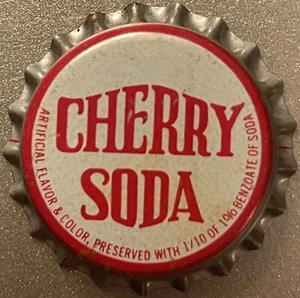 CHERRY
SODA
ARTIFICIAL FLAVOR & COLOR, PRESERVED WITH 1/10 OF 1% BENZOATE OF SODA